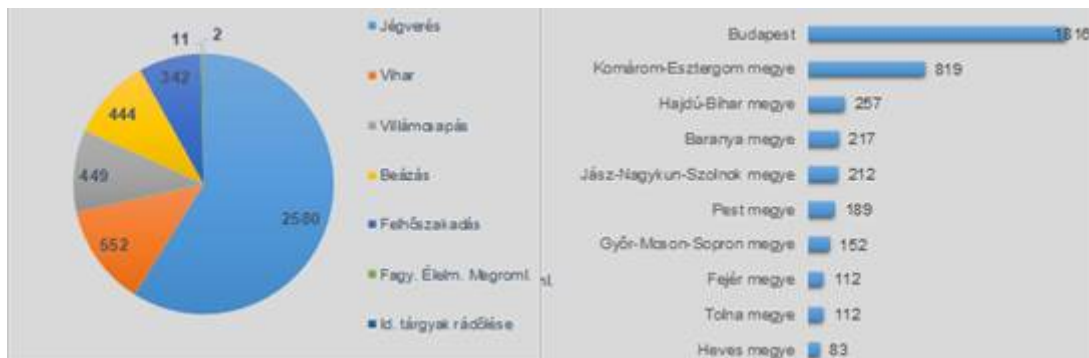 11
2
342
444
449
552
2580
Jégverés
Vihar
Villámcsapás
Beázás
Felhőszakadás
Fagy. Élelm. Megroml.
Id. tárgyak rádőlése
ml.
Budapest 1816
Komárom-Esztergom megye 819
Hajdú-Bihar megye 257
Baranya megye 217
Jász-Nagykun-Szolnok megye 212
Pest megye 189
Győr-Moson-Sopron megye 152
Fejér megye 112
Tolna megye 112
Heves megye 83